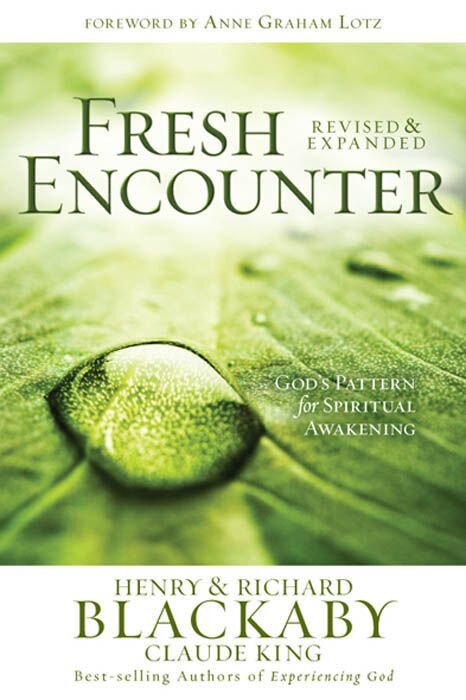 FOREWORD BY ANNE GRAHAM LOTZ
FRESH
REVISED &
EXPANDED
ENCOUNTER
GOD'S PATTERN
for SPIRITUAL
AWAKENING
HENRY & RICHARD
BLACKABY
CLAUDE KING
Best-selling Authors of Experiencing God